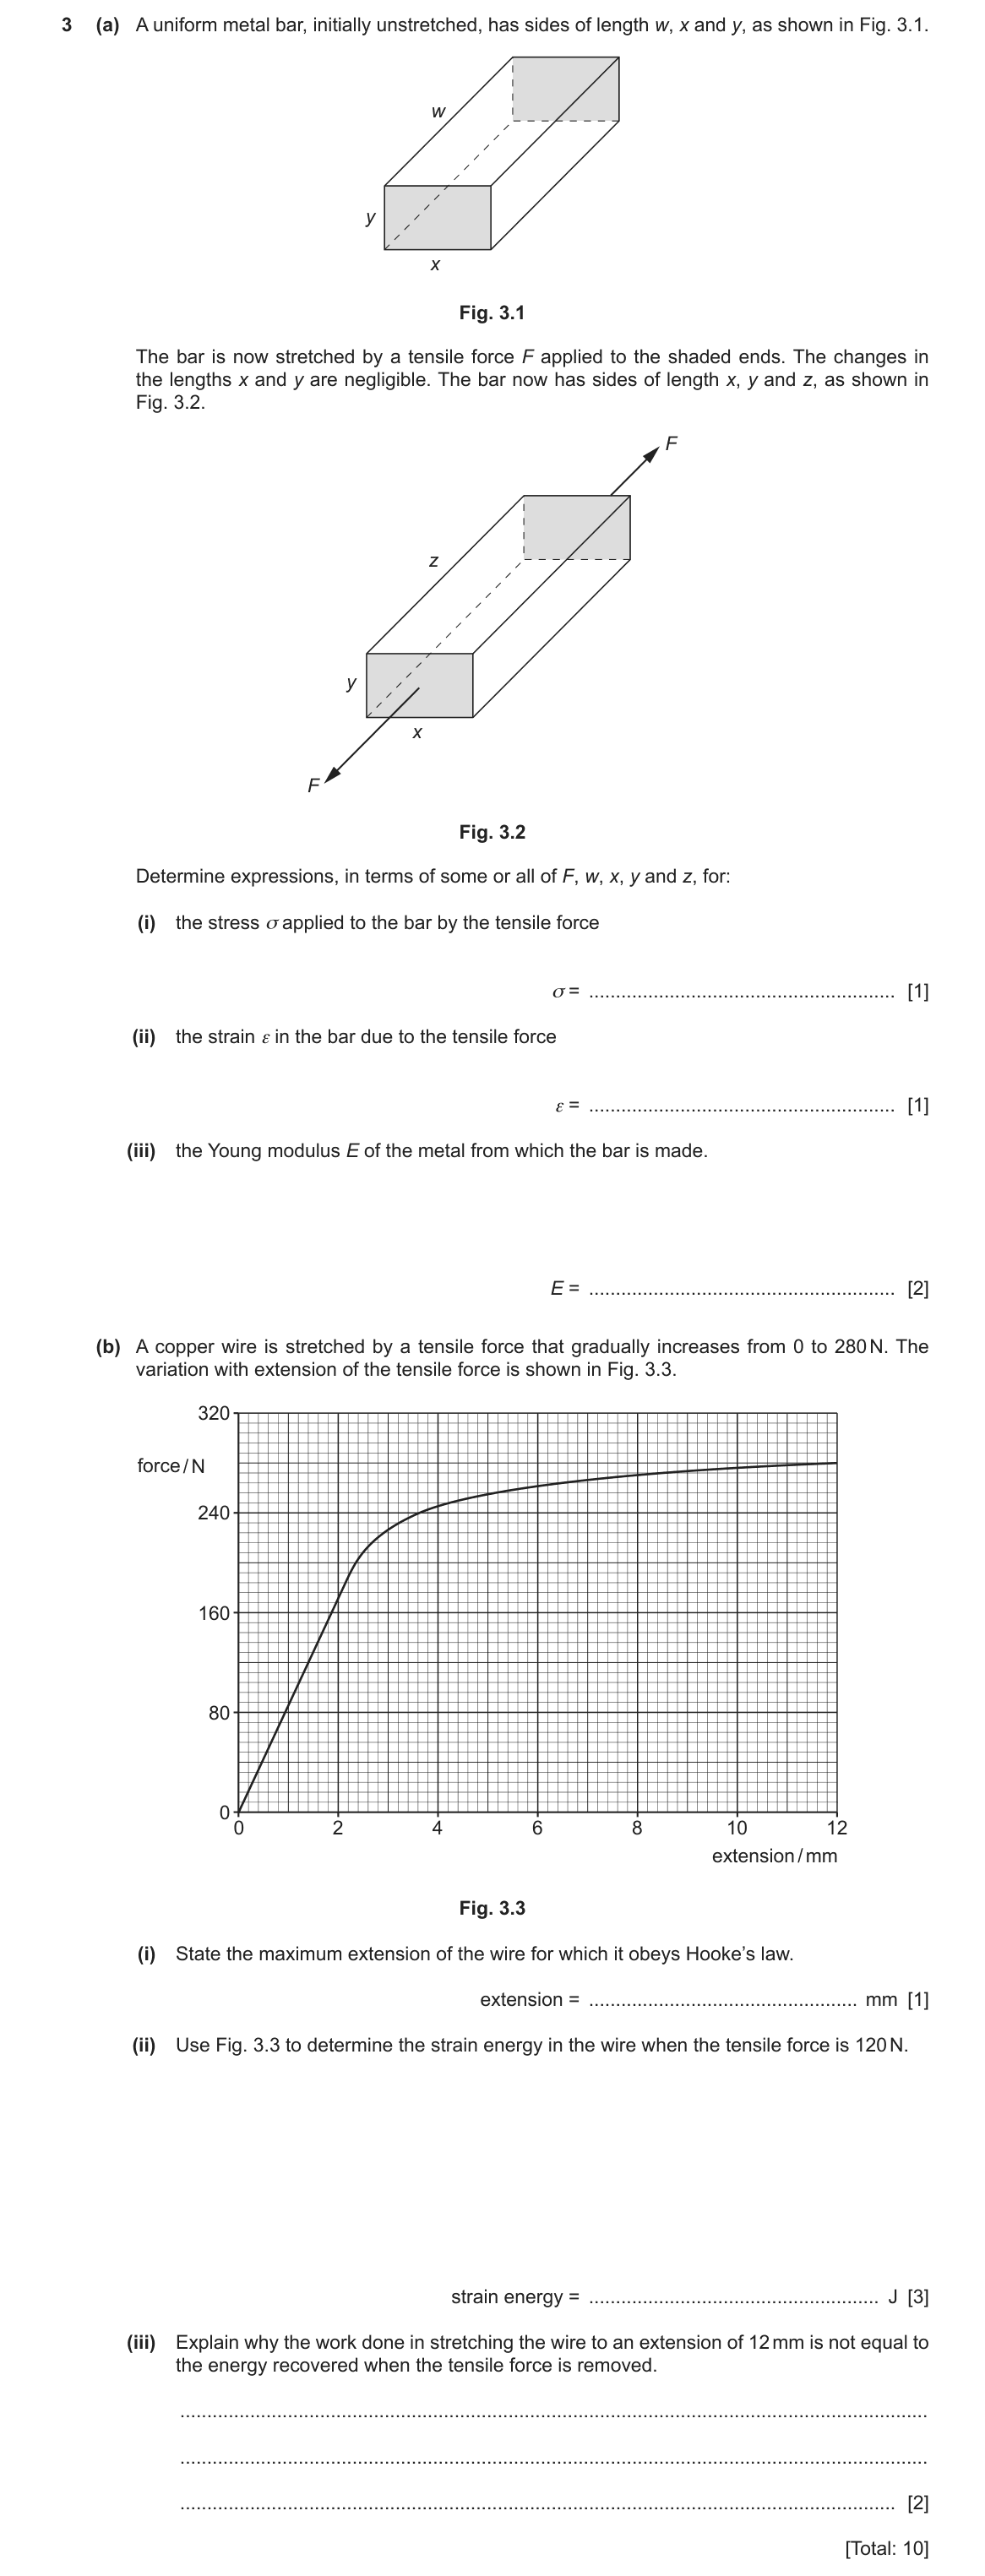 3 (a) A uniform metal bar, initially unstretched, has sides of length w, x and y, as shown in Fig. 3.1.
w
y
x
Fig. 3.1
The bar is now stretched by a tensile force F applied to the shaded ends. The changes in
the lengths x and y are negligible. The bar now has sides of length x, y and z, as shown in
Fig. 3.2.
F
z
y
x
F
Fig. 3.2
Determine expressions, in terms of some or all of F, w, x, y and z, for:
(i) the stress σ applied to the bar by the tensile force
σ = .......................................................... [1]
(ii) the strain ε in the bar due to the tensile force
ε = .......................................................... [1]
(iii) the Young modulus E of the metal from which the bar is made.
E = .......................................................... [2]
(b) A copper wire is stretched by a tensile force that gradually increases from 0 to 280 N. The
variation with extension of the tensile force is shown in Fig. 3.3.
320
force / N
240
160
80
0
0 2 4 6 8 10 12
extension / mm
Fig. 3.3
(i) State the maximum extension of the wire for which it obeys Hooke's law.
extension = ................................................... mm [1]
(ii) Use Fig. 3.3 to determine the strain energy in the wire when the tensile force is 120 N.
strain energy = ....................................................... J [3]
(iii) Explain why the work done in stretching the wire to an extension of 12 mm is not equal to
the energy recovered when the tensile force is removed.
..............................................................................................................................................
..............................................................................................................................................
....................................................................................................................................... [2]
[Total: 10]